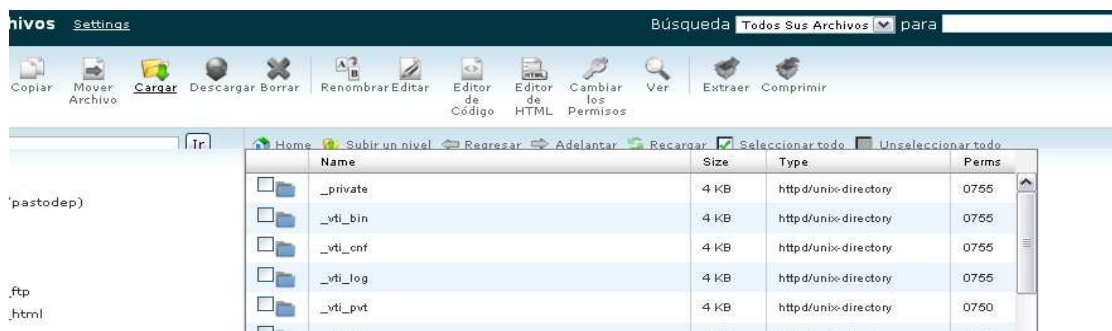 hivos Settings Búsqueda Todos Sus Archivos para
Copiar Mover Archivo Cargar Descargar Borrar Renombrar Editar Editor de Código Editor de HTML Cambiar los Permisos Ver Extraer Comprimir
Ir Home Subir un nivel Regresar Adelantar Recargar Seleccionar todo Unseleccionar todo
Name Size Type Perms
_private 4 KB httpd/unix-directory 0755
/pastodep)
_vti_bin 4 KB httpd/unix-directory 0755
_vti_cnf 4 KB httpd/unix-directory 0755
_vti_log 4 KB httpd/unix-directory 0755
_ftp
_vti_pvt 4 KB httpd/unix-directory 0750
_html